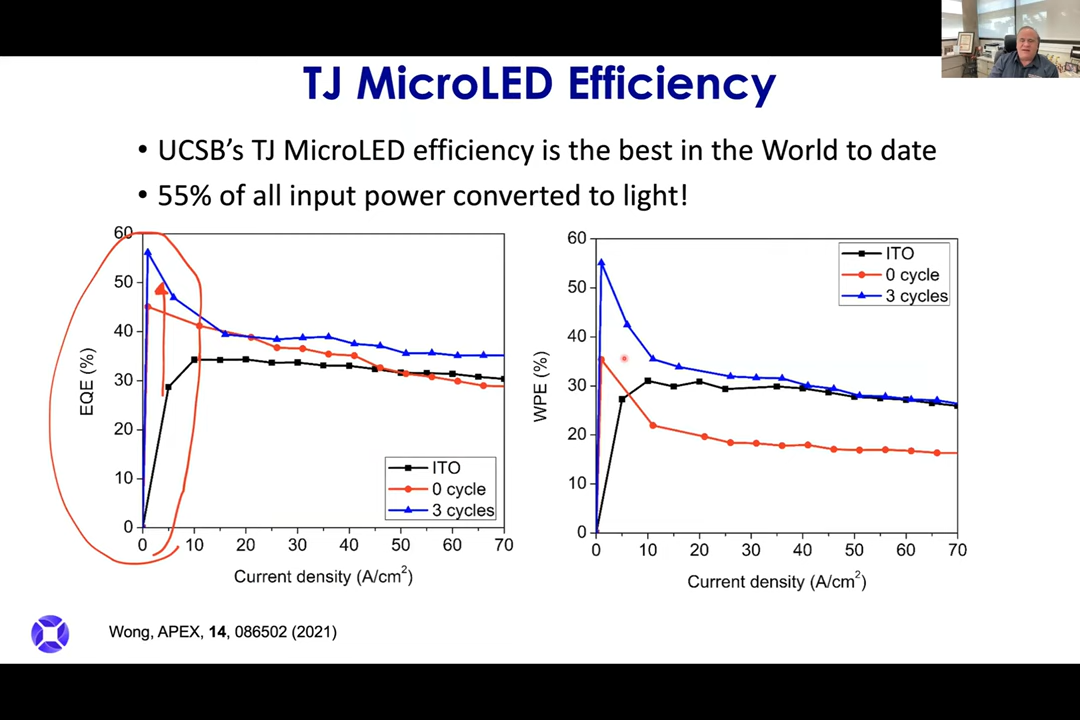 TJ MicroLED Efficiency
• UCSB's TJ MicroLED efficiency is the best in the World to date
• 55% of all input power converted to light!
60
50
40
30
20
10
0
EQE (%)
0 10 20 30 40 50 60 70
Current density (A/cm²)
ITO
0 cycle
3 cycles
60
50
40
30
20
10
0
WPE (%)
0 10 20 30 40 50 60 70
Current density (A/cm²)
ITO
0 cycle
3 cycles
Wong, APEX, 14, 086502 (2021)